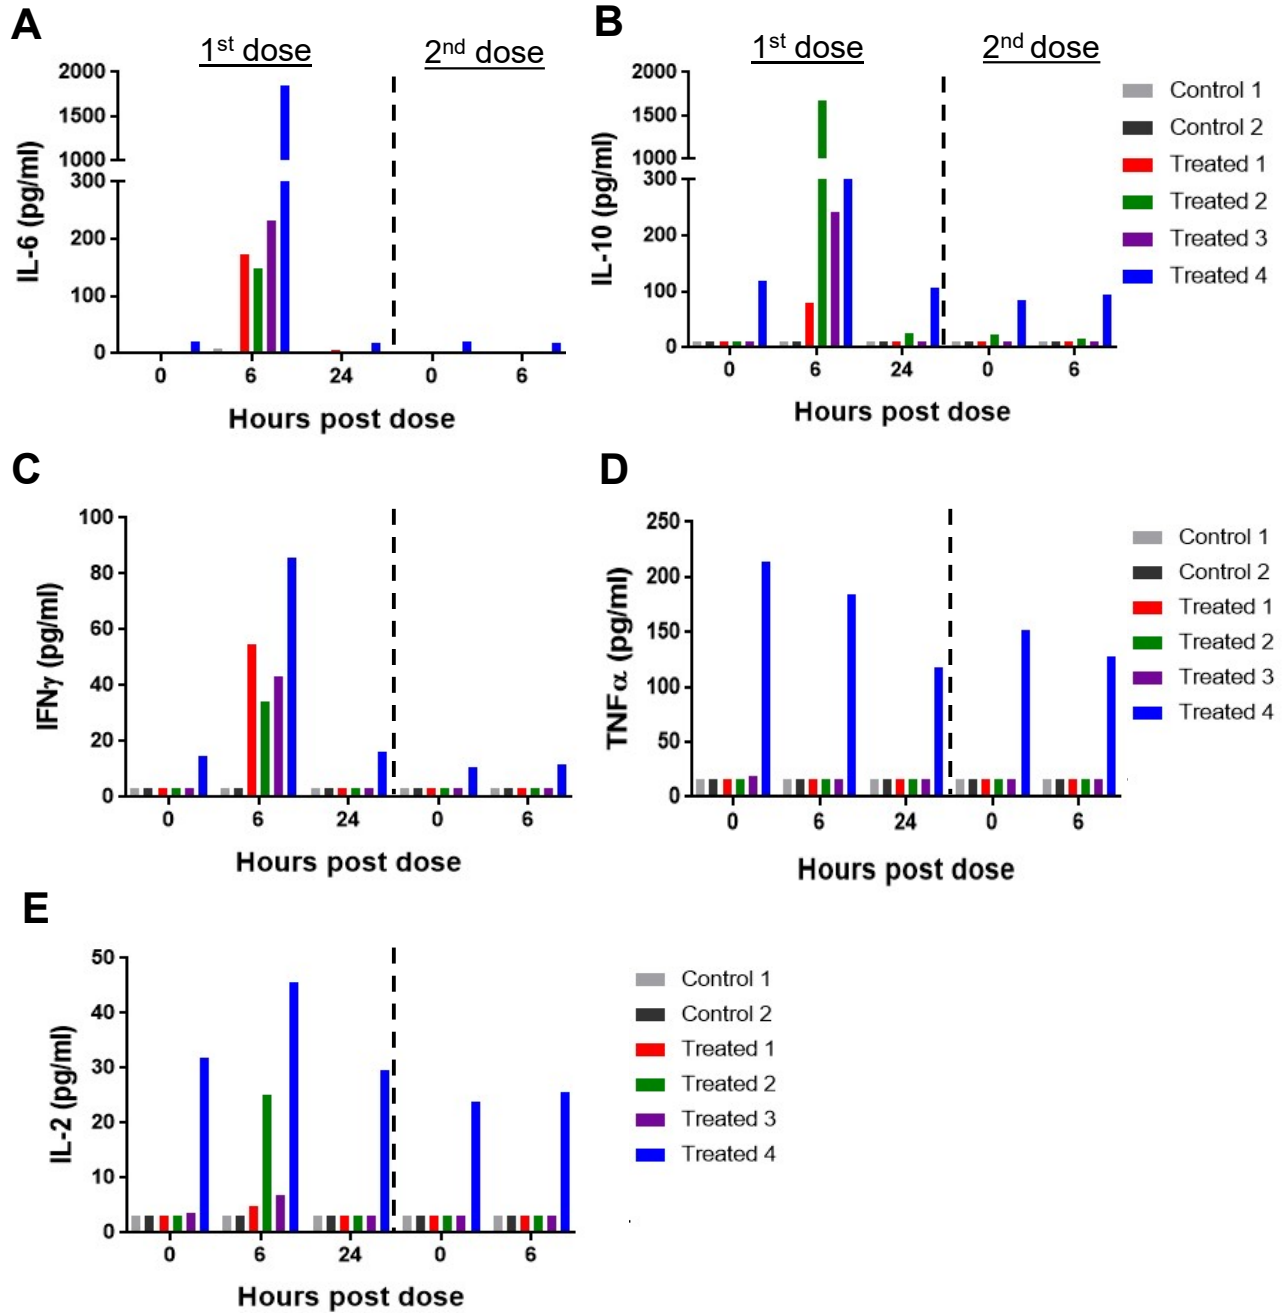 A
1st dose
2nd dose
2000
1500
1000
300
200
100
0
IL-6 (pg/ml)
0 6 24 0 6
Hours post dose
B
1st dose
2nd dose
2000
1500
1000
300
200
100
0
IL-10 (pg/ml)
0 6 24 0 6
Hours post dose
Control 1
Control 2
Treated 1
Treated 2
Treated 3
Treated 4
C
100
80
60
40
20
0
IFNγ (pg/ml)
0 6 24 0 6
Hours post dose
D
250
200
150
100
50
0
TNFα (pg/ml)
0 6 24 0 6
Hours post dose
Control 1
Control 2
Treated 1
Treated 2
Treated 3
Treated 4
E
50
40
30
20
10
0
IL-2 (pg/ml)
0 6 24 0 6
Hours post dose
Control 1
Control 2
Treated 1
Treated 2
Treated 3
Treated 4